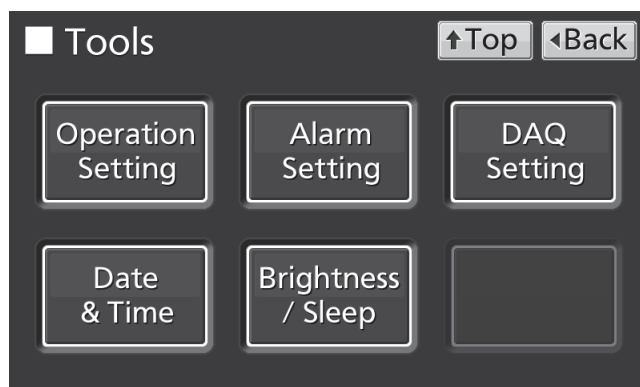 Tools
↑Top
◂Back
Operation
Setting
Alarm
Setting
DAQ
Setting
Date
& Time
Brightness
/ Sleep